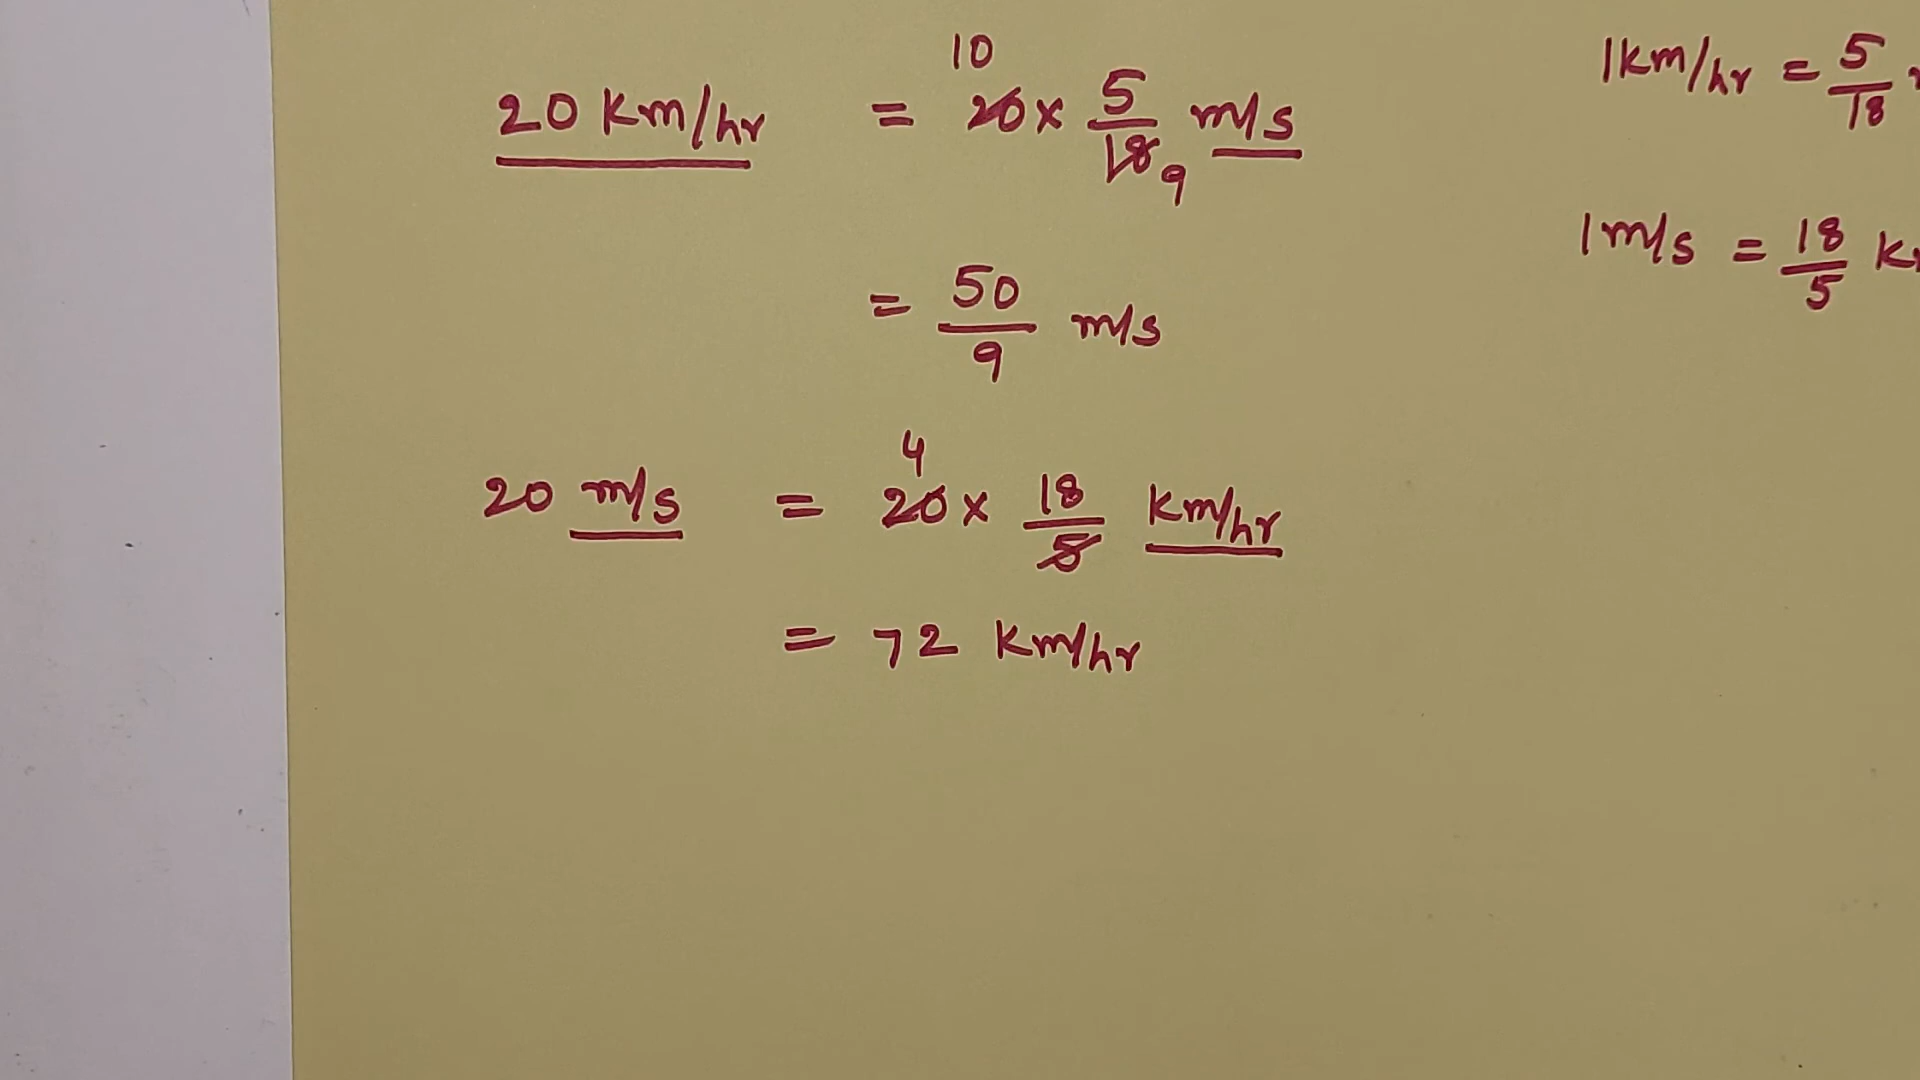 20 Km/hr = 20 x 5/18 m/s
10
9
= 50/9 m/s
20 m/s = 20 x 18/5 km/hr
4
= 72 Km/hr
1km/hr = 5/18
1m/s = 18/5 K